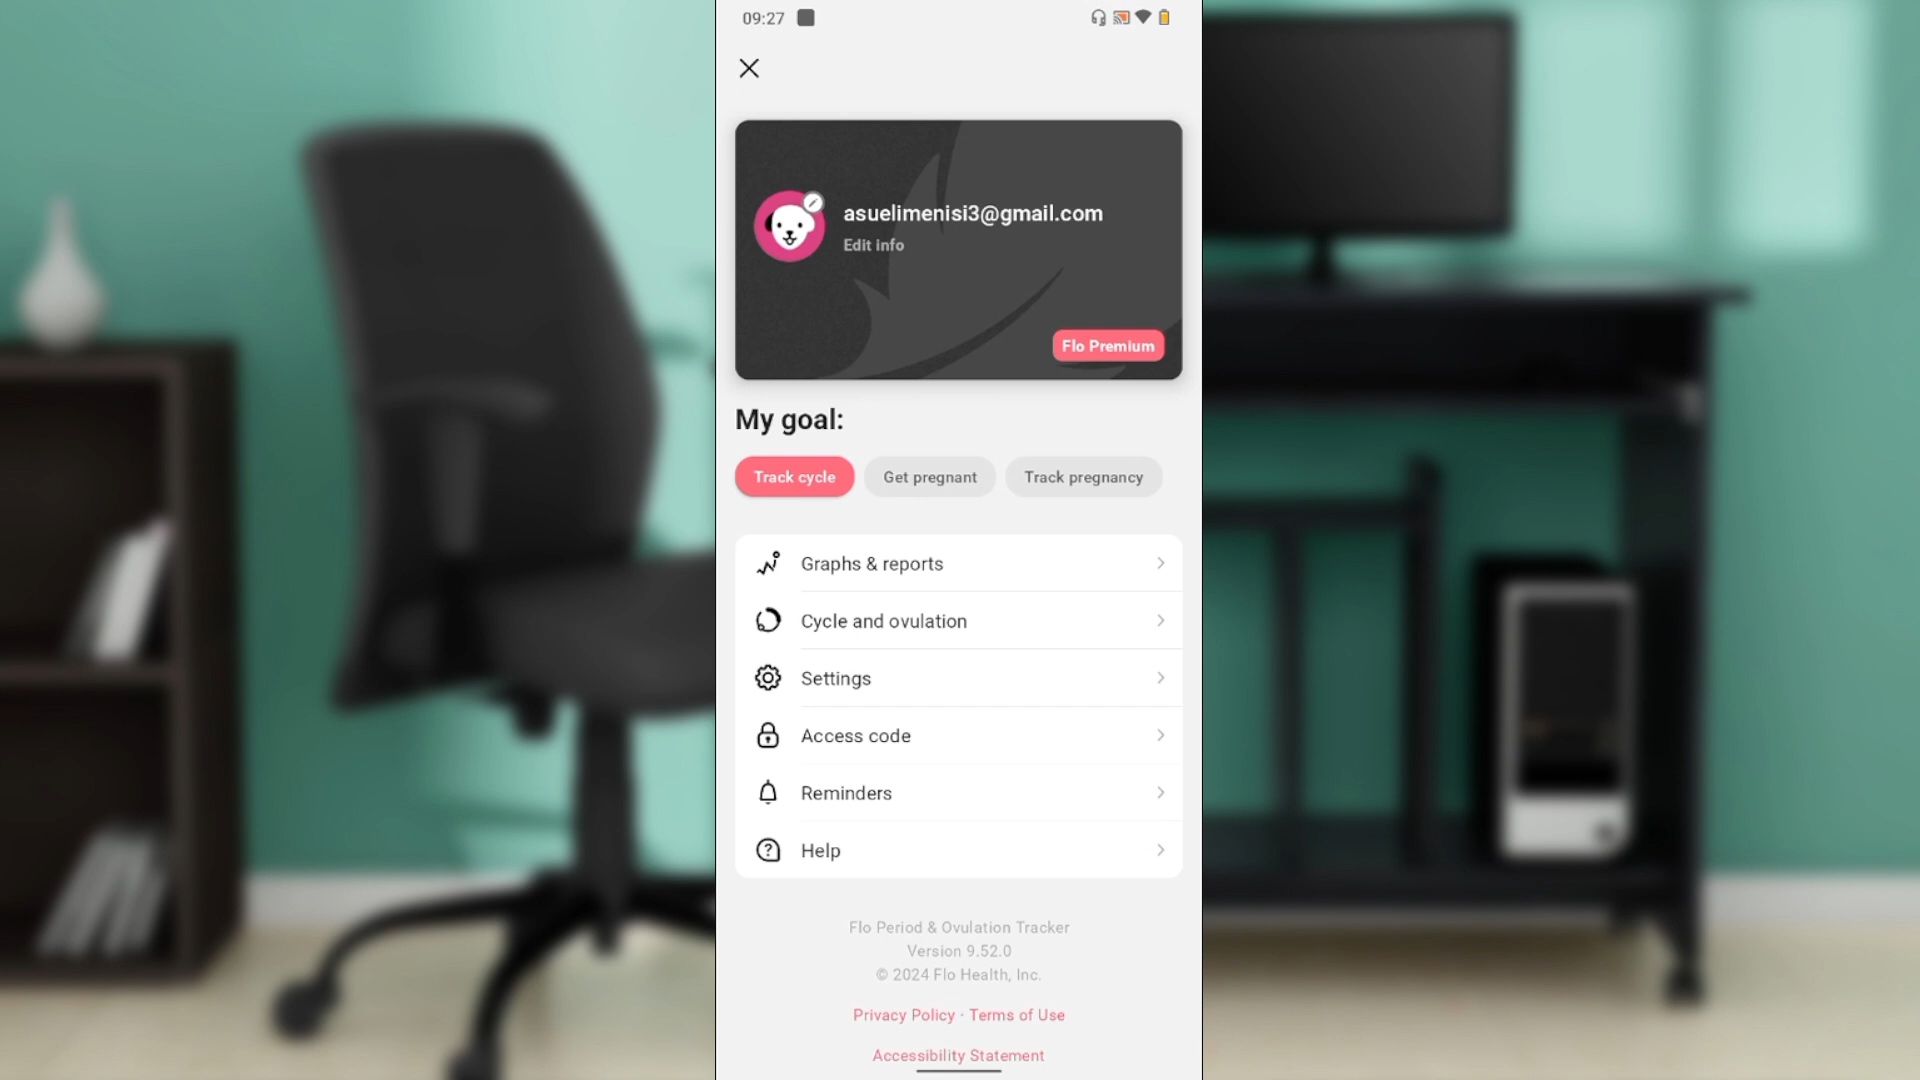 09:27
asuelimenisi3@gmail.com
Edit info
Flo Premium
My goal:
Track cycle
Get pregnant
Track pregnancy
Graphs & reports
Cycle and ovulation
Settings
Access code
Reminders
Help
Flo Period & Ovulation Tracker
Version 9.52.0
© 2024 Flo Health, Inc.
Privacy Policy · Terms of Use
Accessibility Statement